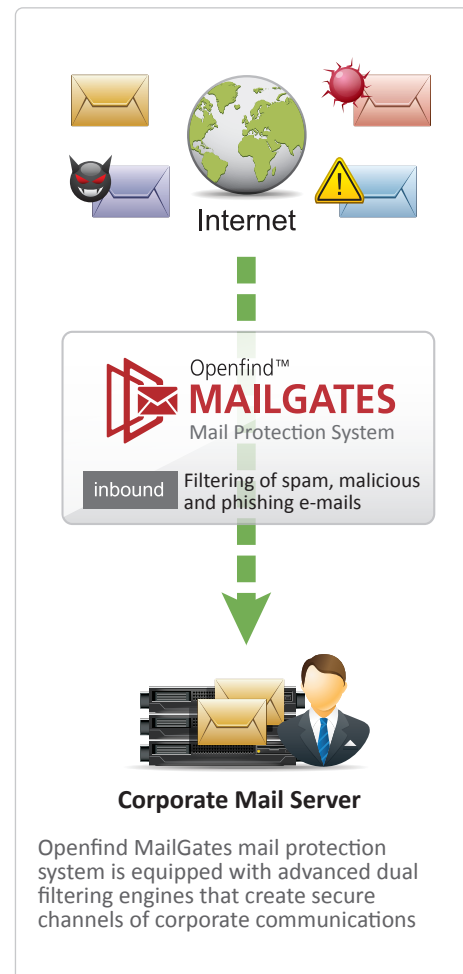 Internet
Openfind™
MAILGATES
Mail Protection System
inbound
Filtering of spam, malicious
and phishing e-mails
Corporate Mail Server
Openfind MailGates mail protection
system is equipped with advanced dual
filtering engines that create secure
channels of corporate communications